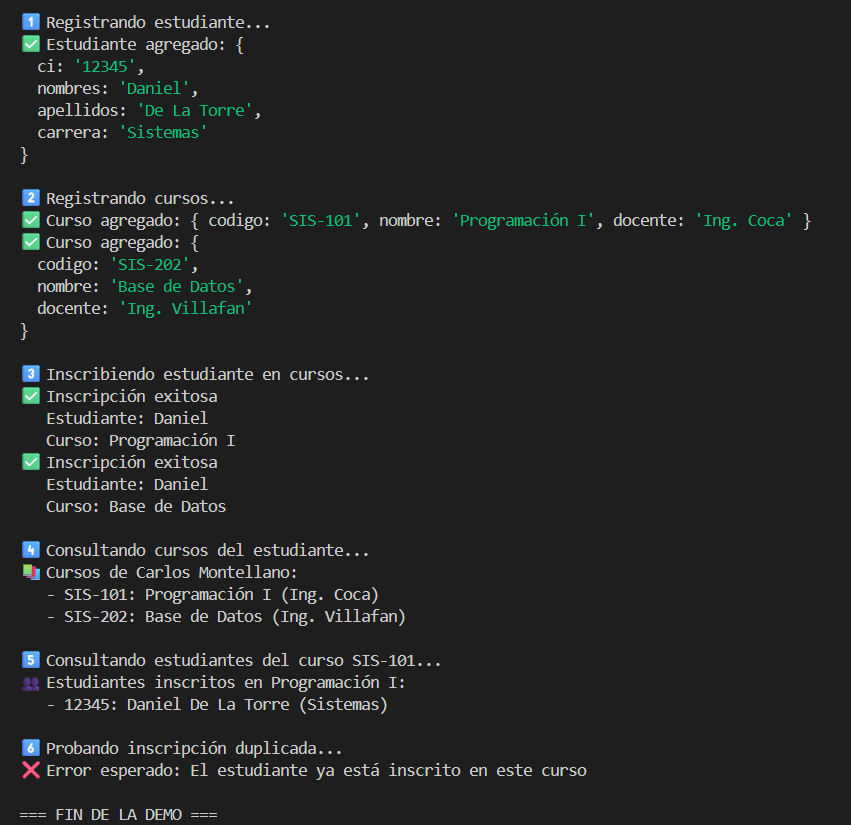 1️⃣ Registrando estudiante...
✅ Estudiante agregado: {
  ci: '12345',
  nombres: 'Daniel',
  apellidos: 'De La Torre',
  carrera: 'Sistemas'
}
2️⃣ Registrando cursos...
✅ Curso agregado: { codigo: 'SIS-101', nombre: 'Programación I', docente: 'Ing. Coca' }
✅ Curso agregado: {
  codigo: 'SIS-202',
  nombre: 'Base de Datos',
  docente: 'Ing. Villafan'
}
3️⃣ Inscribiendo estudiante en cursos...
✅ Inscripción exitosa
   Estudiante: Daniel
   Curso: Programación I
✅ Inscripción exitosa
   Estudiante: Daniel
   Curso: Base de Datos
4️⃣ Consultando cursos del estudiante...
📚 Cursos de Carlos Montellano:
   - SIS-101: Programación I (Ing. Coca)
   - SIS-202: Base de Datos (Ing. Villafan)
5️⃣ Consultando estudiantes del curso SIS-101...
👥 Estudiantes inscritos en Programación I:
   - 12345: Daniel De La Torre (Sistemas)
6️⃣ Probando inscripción duplicada...
❌ Error esperado: El estudiante ya está inscrito en este curso
=== FIN DE LA DEMO ===